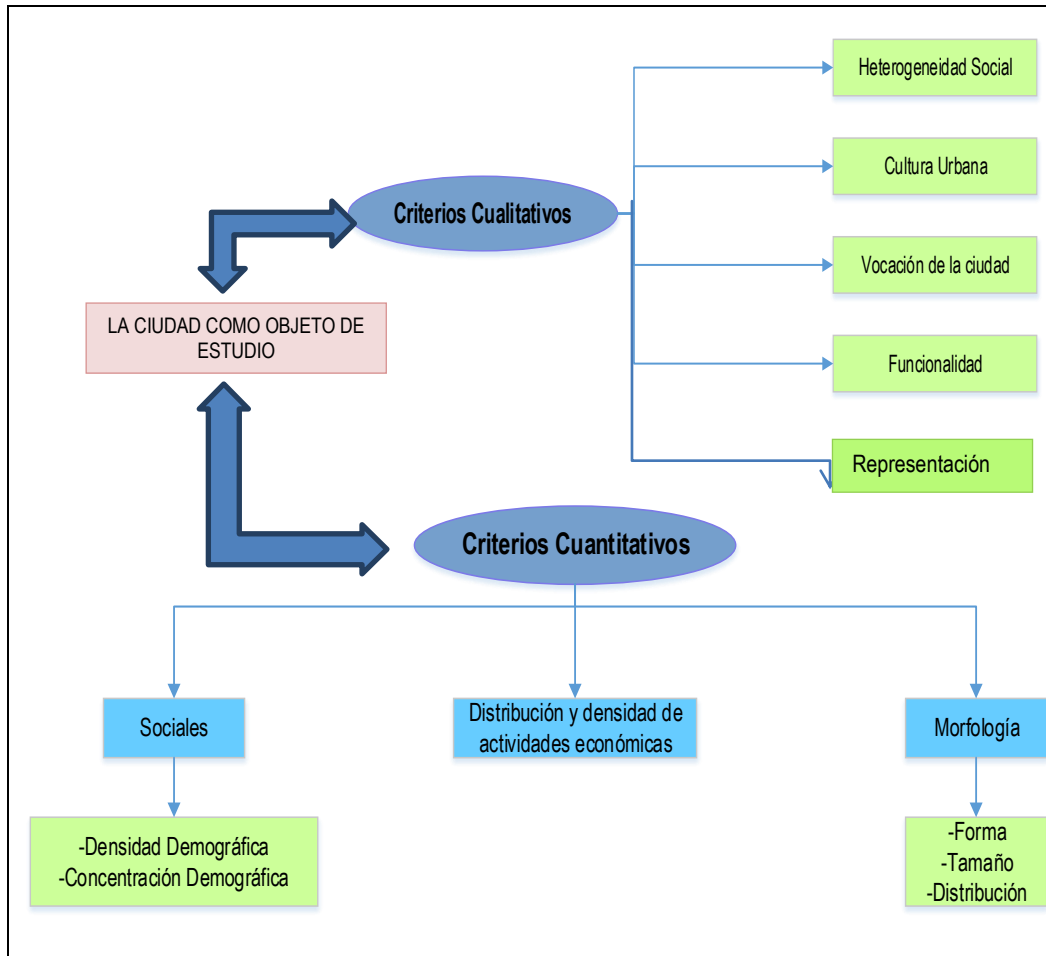 Heterogeneidad Social
Cultura Urbana
Criterios Cualitativos
Vocación de la ciudad
LA CIUDAD COMO OBJETO DE
ESTUDIO
Funcionalidad
Representación
Criterios Cuantitativos
Sociales
Distribución y densidad de
actividades económicas
Morfología
-Densidad Demográfica
-Concentración Demográfica
-Forma
-Tamaño
-Distribución